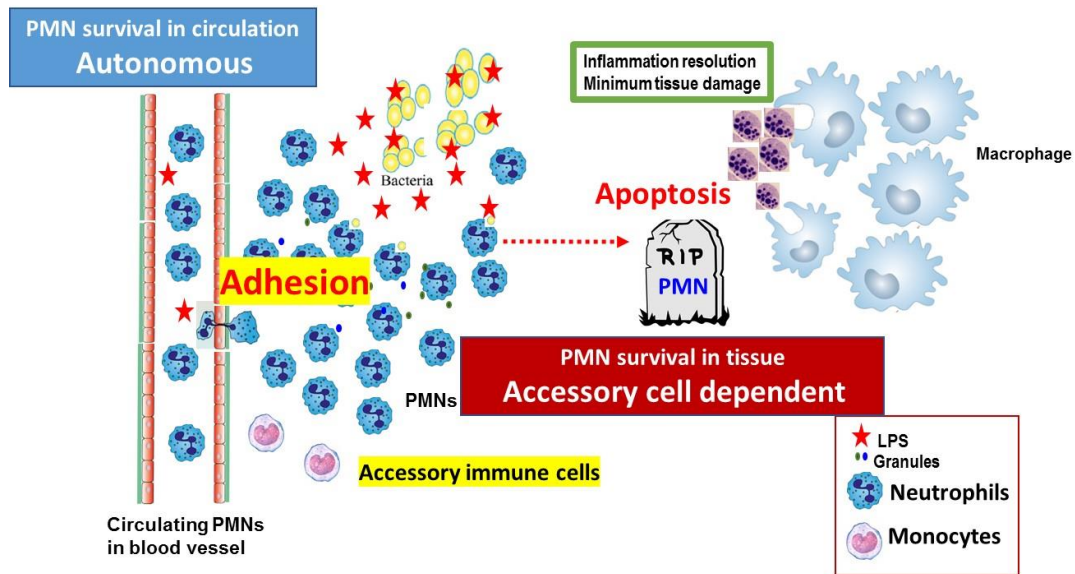 PMN survival in circulation
Autonomous
Inflammation resolution
Minimum tissue damage
Macrophage
Bacteria
Apoptosis
RIP
PMN
Adhesion
PMN survival in tissue
Accessory cell dependent
PMNs
Accessory immune cells
LPS
Granules
Neutrophils
Monocytes
Circulating PMNs
in blood vessel